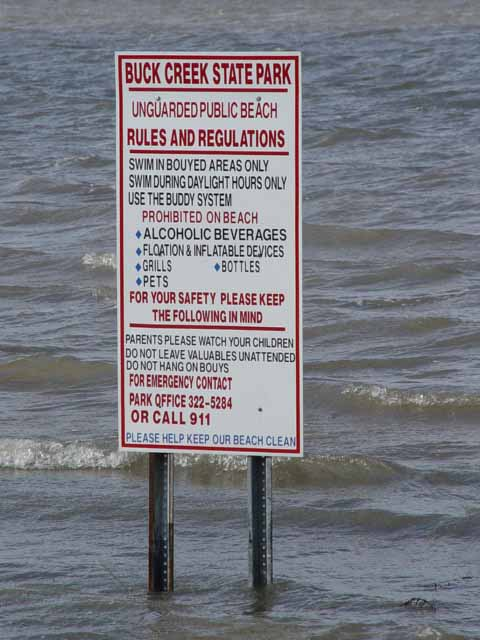 BUCK CREEK STATE PARK
UNGUARDED PUBLIC BEACH
RULES AND REGULATIONS
SWIM IN BOUYED AREAS ONLY
SWIM DURING DAYLIGHT HOURS ONLY
USE THE BUDDY SYSTEM
PROHIBITED ON BEACH
♦ALCOHOLIC BEVERAGES
♦FLOATION & INFLATABLE DEVICES
♦GRILLS ♦BOTTLES
♦PETS
FOR YOUR SAFETY PLEASE KEEP
THE FOLLOWING IN MIND
PARENTS PLEASE WATCH YOUR CHILDREN
DO NOT LEAVE VALUABLES UNATTENDED
DO NOT HANG ON BOUYS
FOR EMERGENCY CONTACT
PARK OFFICE 322-5284
OR CALL 911
PLEASE HELP KEEP OUR BEACH CLEAN